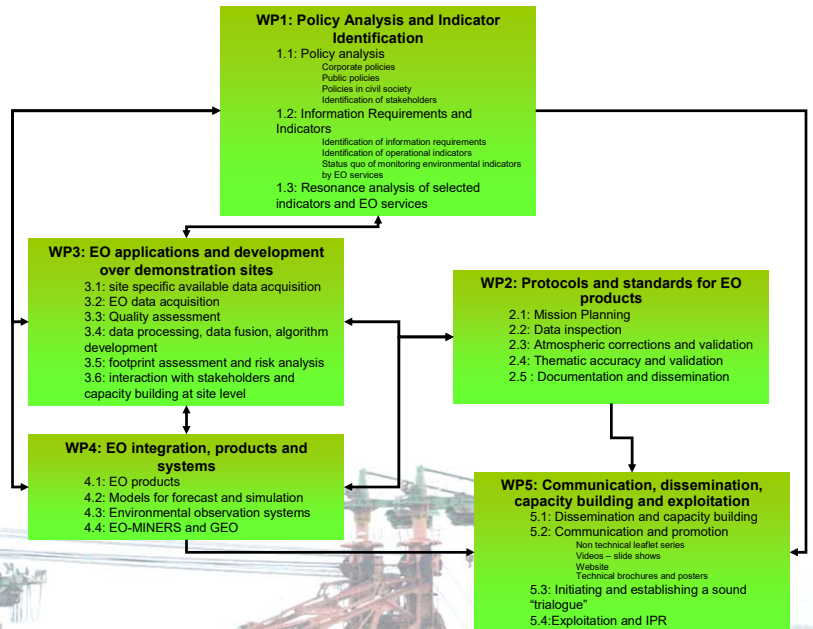 WP1: Policy Analysis and Indicator
Identification
1.1: Policy analysis
Corporate policies
Public policies
Policies in civil society
Identification of stakeholders
1.2: Information Requirements and
Indicators
Identification of information requirements
Identification of operational indicators
Status quo of monitoring environmental indicators
by EO services
1.3: Resonance analysis of selected
indicators and EO services
WP3: EO applications and development
over demonstration sites
3.1: site specific available data acquisition
3.2: EO data acquisition
3.3: Quality assessment
3.4: data processing, data fusion, algorithm
development
3.5: footprint assessment and risk analysis
3.6: interaction with stakeholders and
capacity building at site level
WP2: Protocols and standards for EO
products
2.1: Mission Planning
2.2: Data inspection
2.3: Atmospheric corrections and validation
2.4: Thematic accuracy and validation
2.5 : Documentation and dissemination
WP4: EO integration, products and
systems
4.1: EO products
4.2: Models for forecast and simulation
4.3: Environmental observation systems
4.4: EO-MINERS and GEO
WP5: Communication, dissemination,
capacity building and exploitation
5.1: Dissemination and capacity building
5.2: Communication and promotion
Non technical leaflet series
Videos – slide shows
Website
Technical brochures and posters
5.3: Initiating and establishing a sound
“trialogue”
5.4:Exploitation and IPR